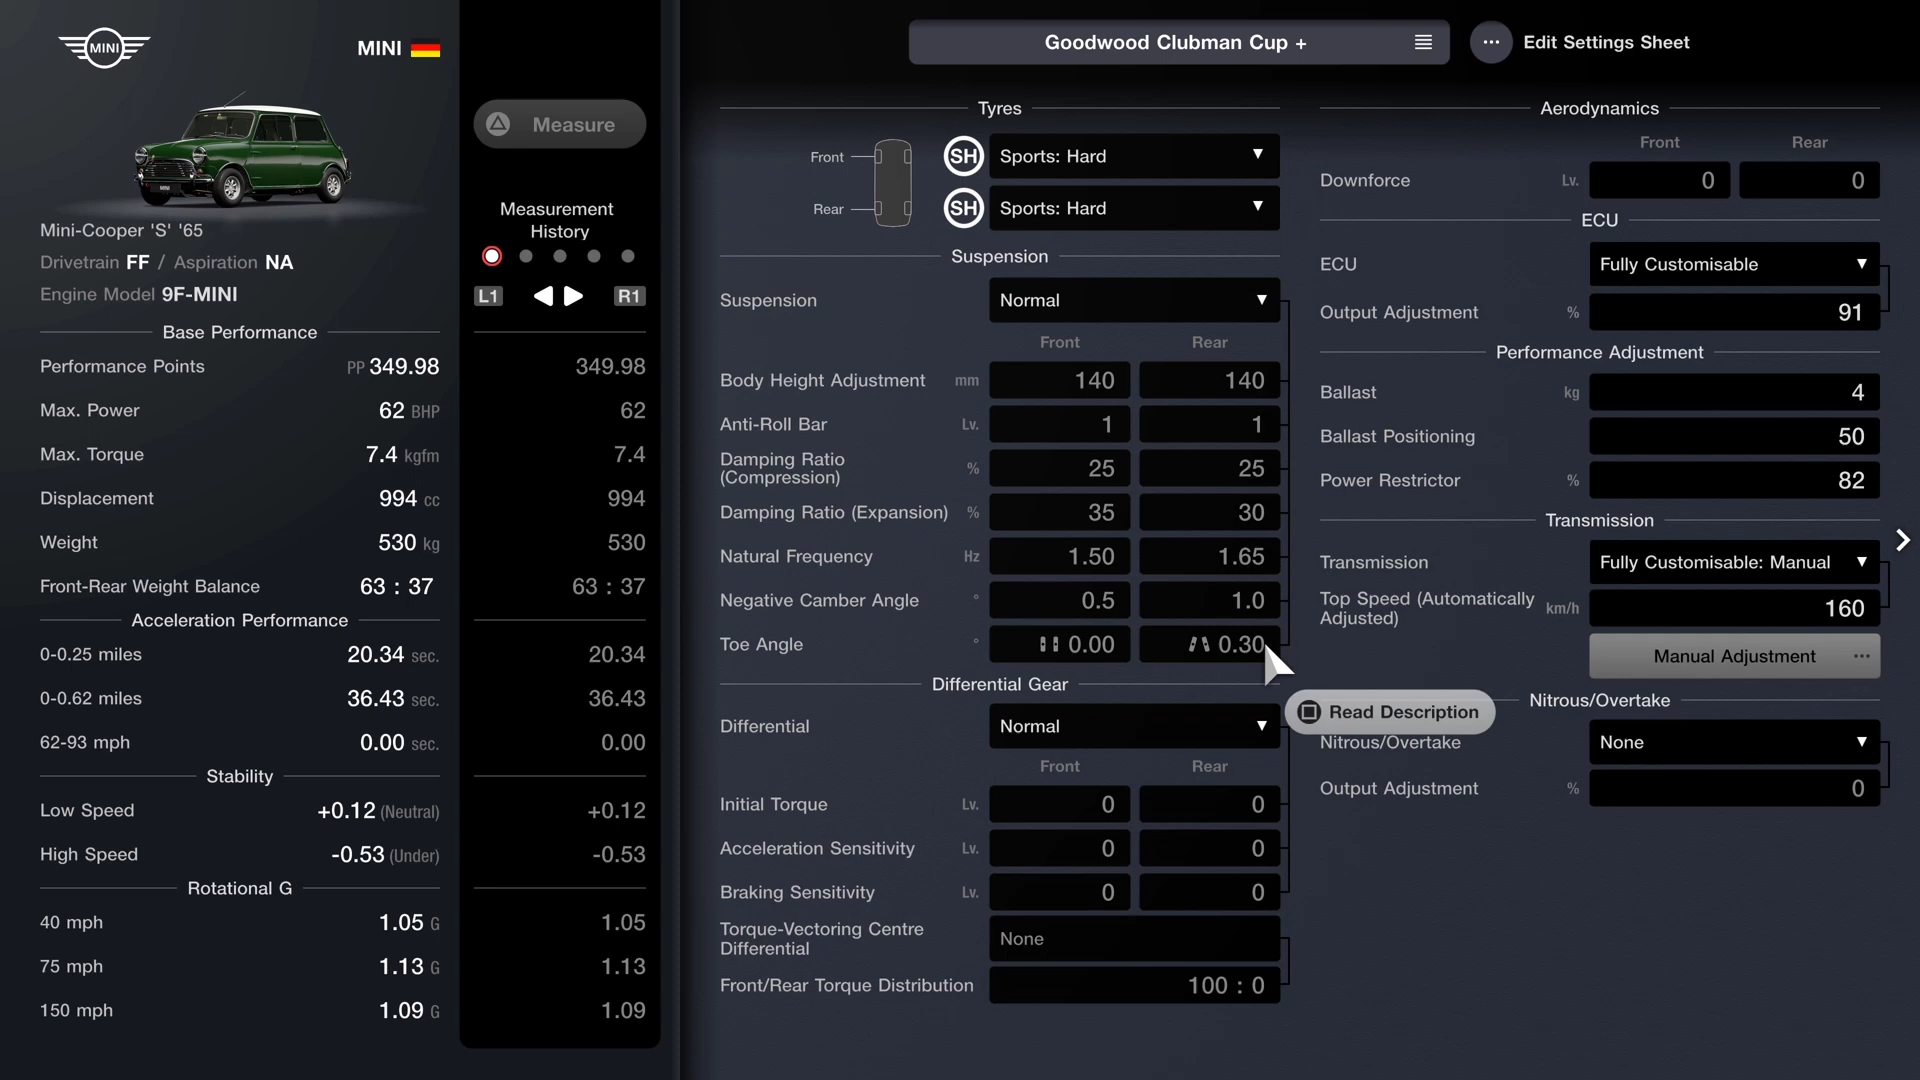 MINI
MINI
Mini-Cooper 'S' '65
Drivetrain FF / Aspiration NA
Engine Model 9F-MINI
Base Performance
Performance Points PP 349.98
Max. Power 62 BHP
Max. Torque 7.4 kgfm
Displacement 994 cc
Weight 530 kg
Front-Rear Weight Balance 63 : 37
Acceleration Performance
0-0.25 miles 20.34 sec.
0-0.62 miles 36.43 sec.
62-93 mph 0.00 sec.
Stability
Low Speed +0.12 (Neutral)
High Speed -0.53 (Under)
Rotational G
40 mph 1.05 G
75 mph 1.13 G
150 mph 1.09 G
Measure
Measurement
History
L1 R1
349.98
62
7.4
994
530
63 : 37
20.34
36.43
0.00
+0.12
-0.53
1.05
1.13
1.09
Goodwood Clubman Cup +
Edit Settings Sheet
Tyres
Front SH Sports: Hard
Rear SH Sports: Hard
Suspension
Suspension Normal
Front Rear
Body Height Adjustment mm 140 140
Anti-Roll Bar Lv. 1 1
Damping Ratio
(Compression) % 25 25
Damping Ratio (Expansion) % 35 30
Natural Frequency Hz 1.50 1.65
Negative Camber Angle ° 0.5 1.0
Toe Angle ° 0.00 0.30
Differential Gear
Differential Normal
Front Rear
Initial Torque Lv. 0 0
Acceleration Sensitivity Lv. 0 0
Braking Sensitivity Lv. 0 0
Torque-Vectoring Centre
Differential None
Front/Rear Torque Distribution 100 : 0
Read Description
Aerodynamics
Front Rear
Downforce Lv. 0 0
ECU
ECU Fully Customisable
Output Adjustment % 91
Performance Adjustment
Ballast kg 4
Ballast Positioning 50
Power Restrictor % 82
Transmission
Transmission Fully Customisable: Manual
Top Speed (Automatically
Adjusted) km/h 160
Manual Adjustment
Nitrous/Overtake
Nitrous/Overtake None
Output Adjustment % 0